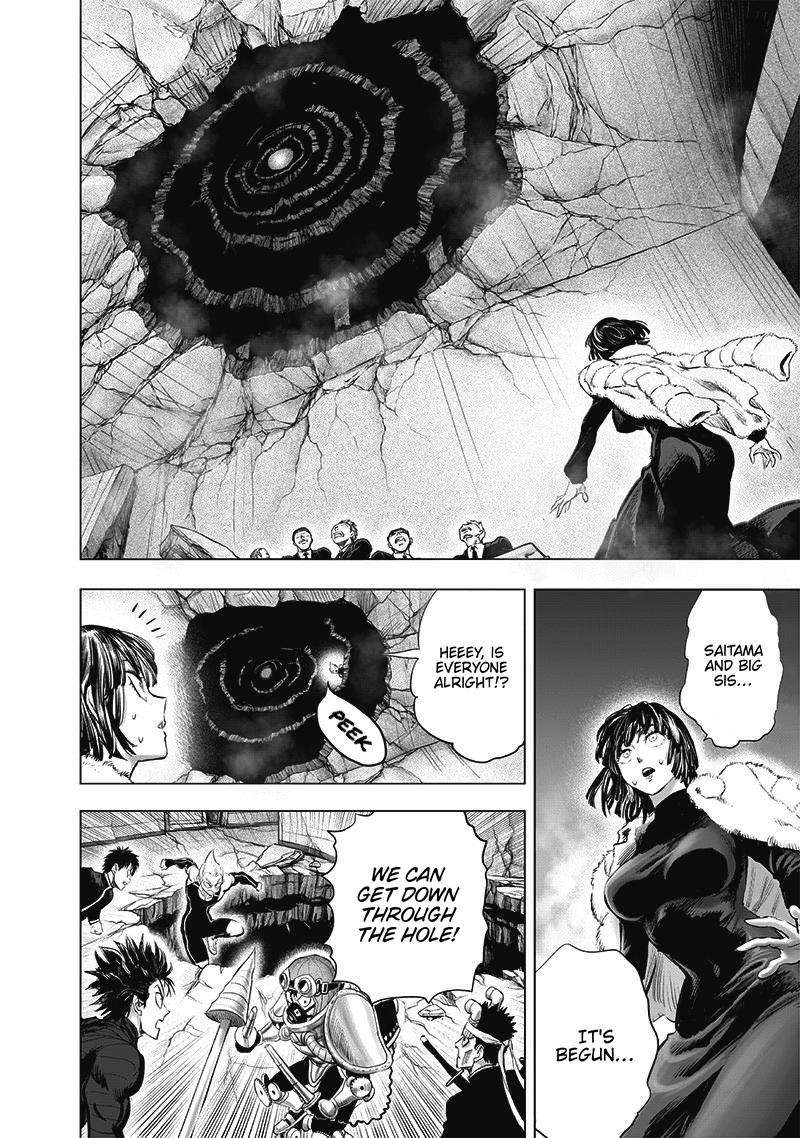 SAITAMA
AND BIG
SIS...
IT'S
BEGUN...
HEEEY, IS
EVERYONE
ALRIGHT!?
PEEK
WE CAN
GET DOWN
THROUGH
THE HOLE!